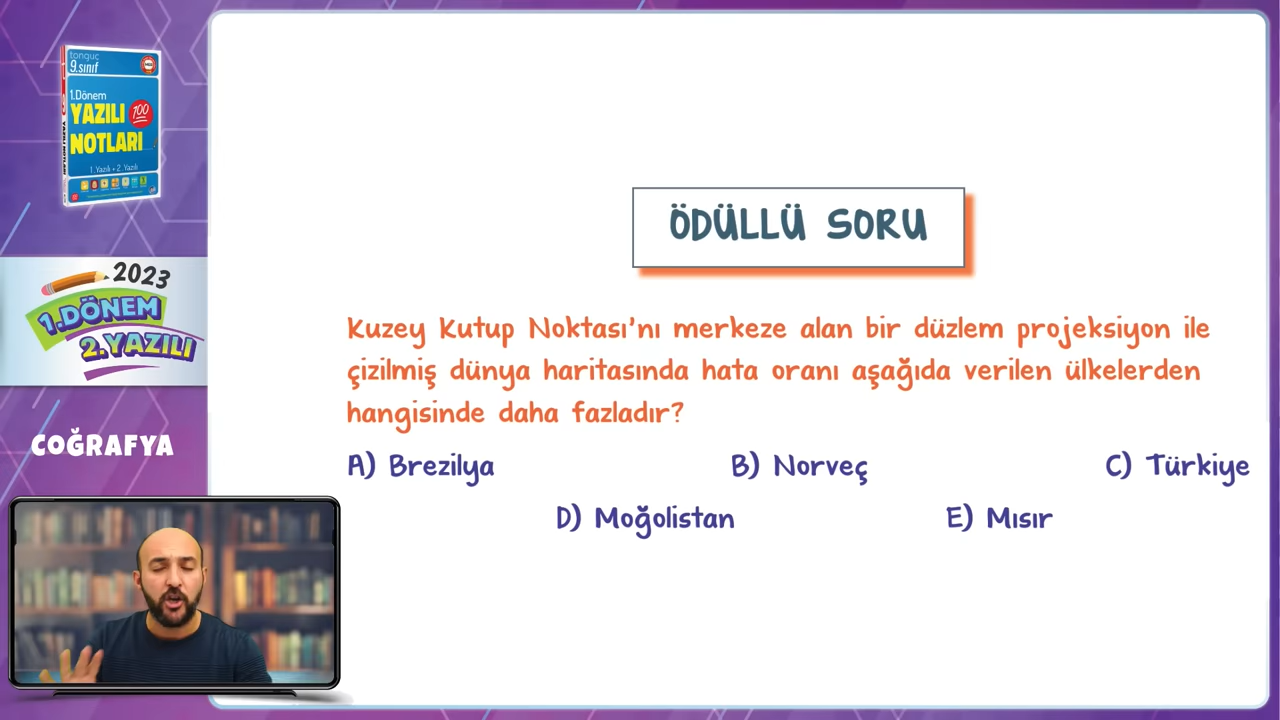 tonguç
9.sınıf
1.Dönem
YAZILI 100
NOTLARI
1.Yazılı • 2.Yazılı
2023
1.DÖNEM
2.YAZILI
COĞRAFYA
ÖDÜLLÜ SORU
Kuzey Kutup Noktası'nı merkeze alan bir düzlem projeksiyon ile
çizilmiş dünya haritasında hata oranı aşağıda verilen ülkelerden
hangisinde daha fazladır?
A) Brezilya B) Norveç C) Türkiye
D) Moğolistan E) Mısır